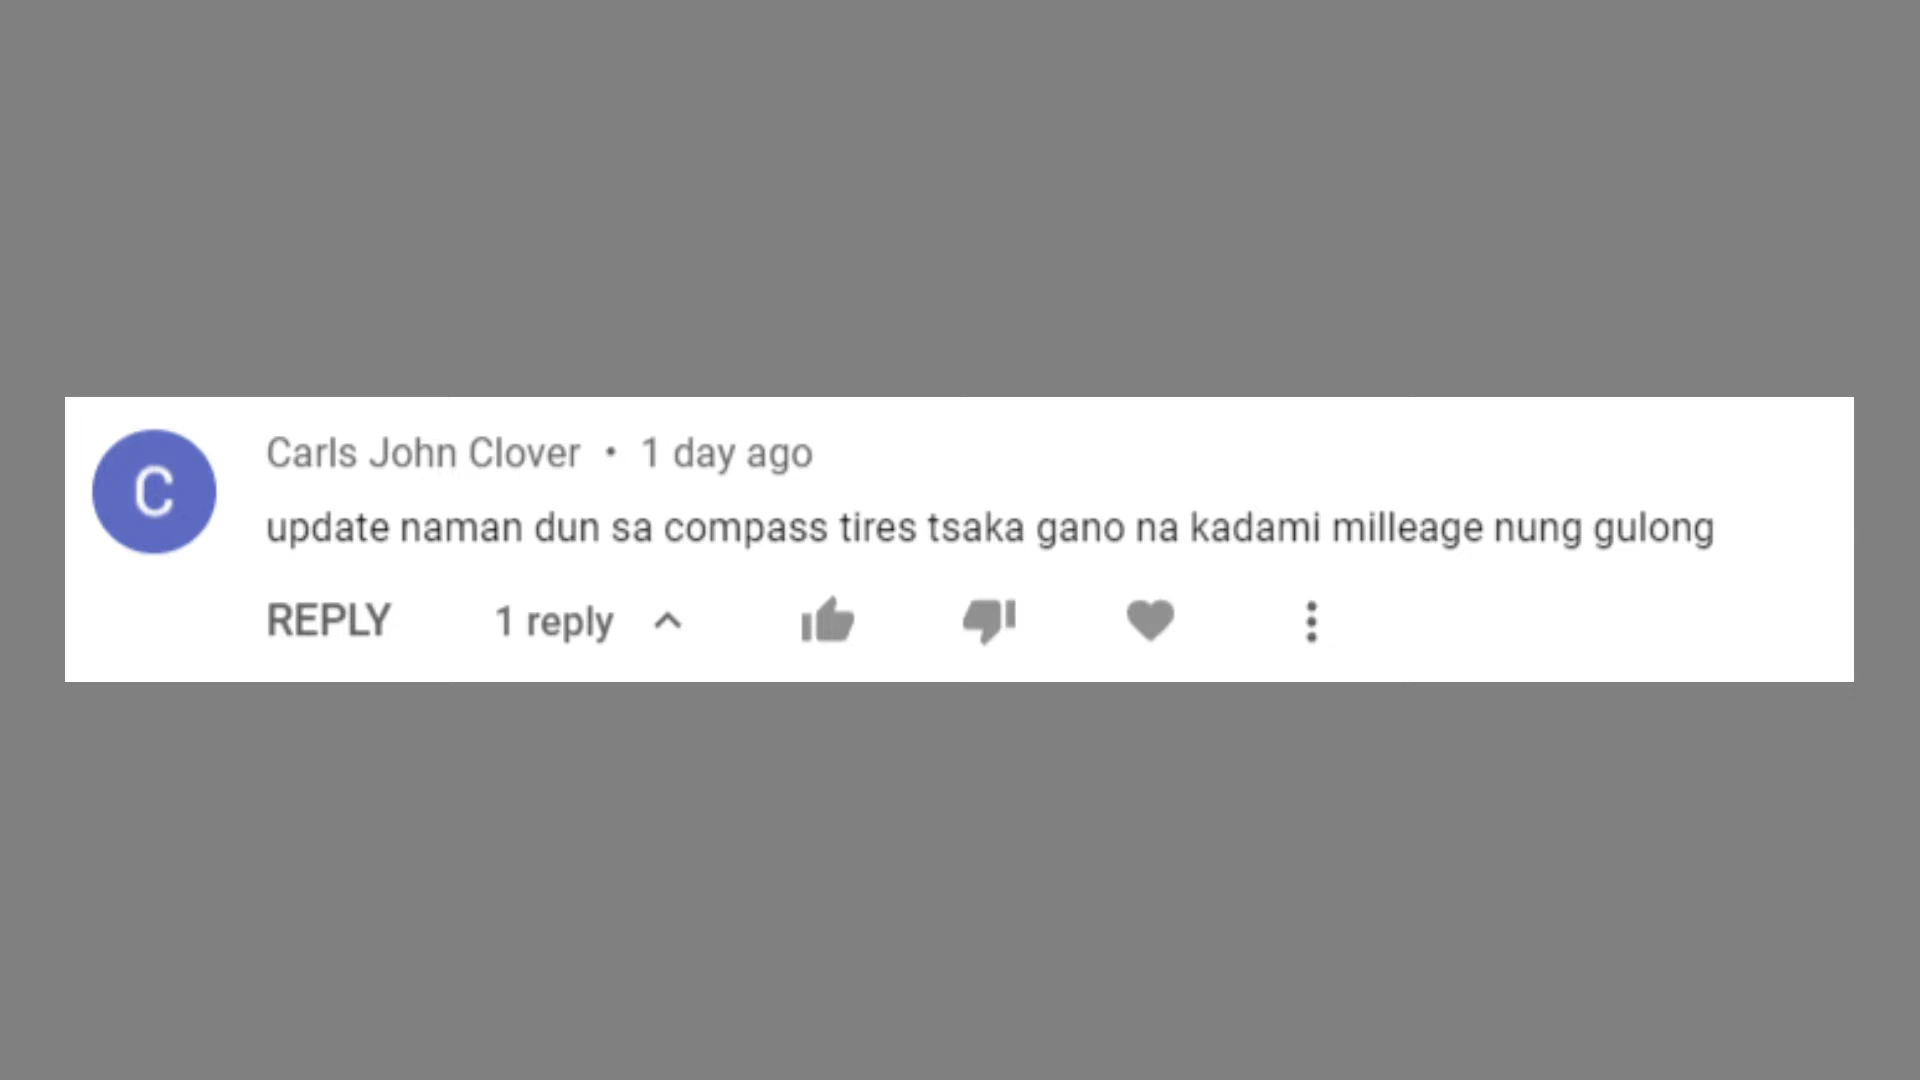 C
Carls John Clover • 1 day ago
update naman dun sa compass tires tsaka gano na kadami milleage nung gulong
REPLY 1 reply